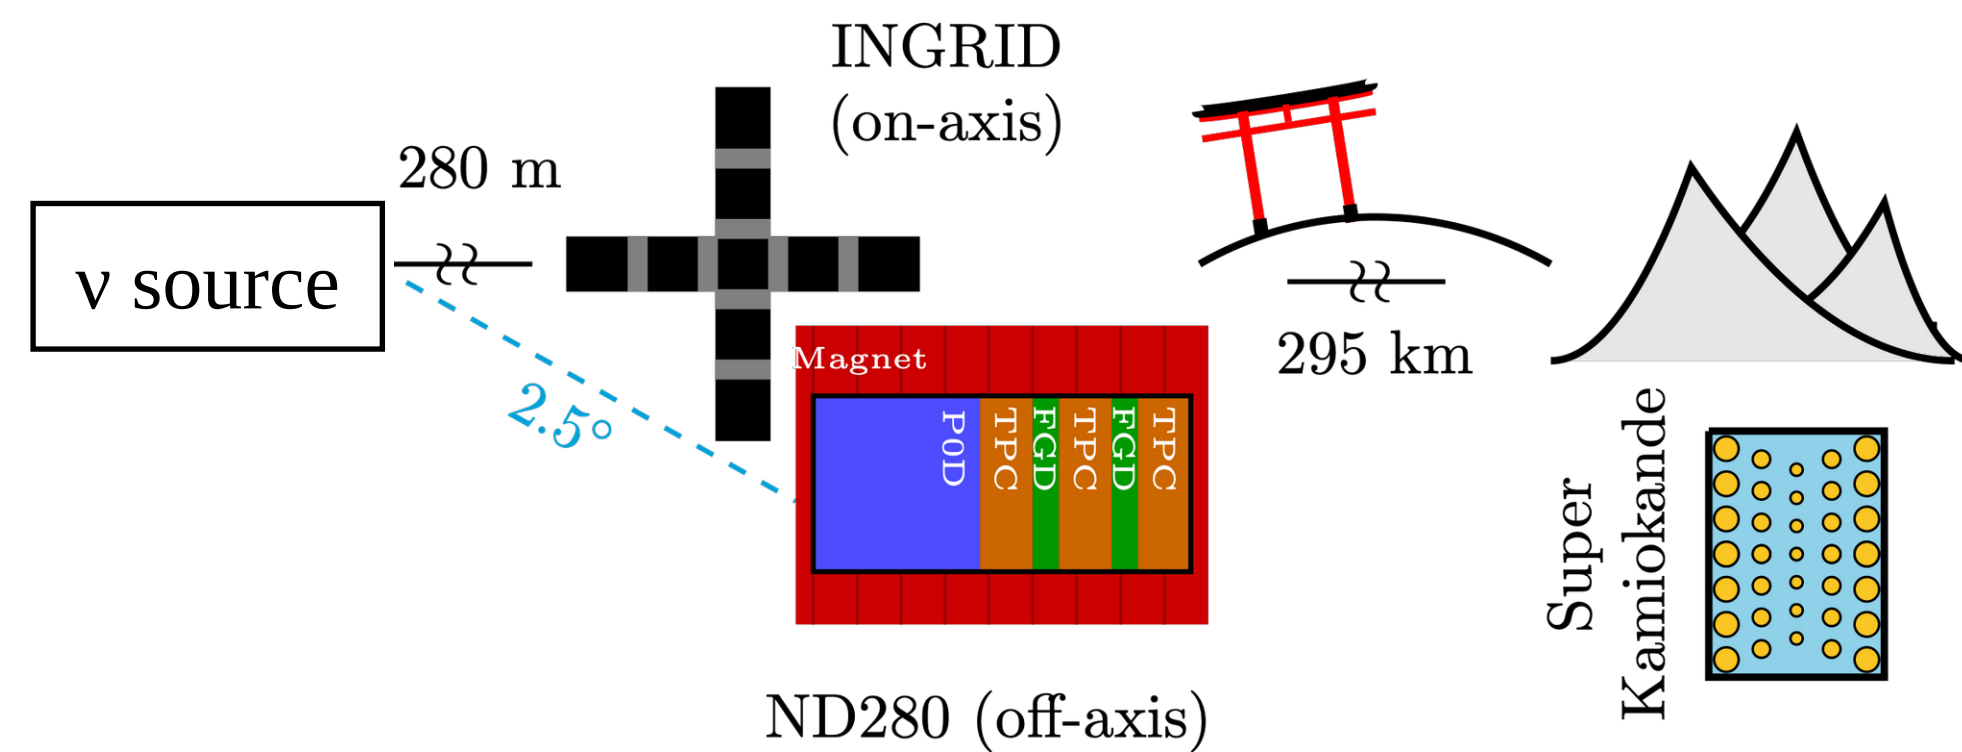 INGRID
(on-axis)
280 m
ν source
2.5°
Magnet
P0D
TPC
FGD
TPC
FGD
TPC
295 km
Super
Kamiokande
ND280 (off-axis)